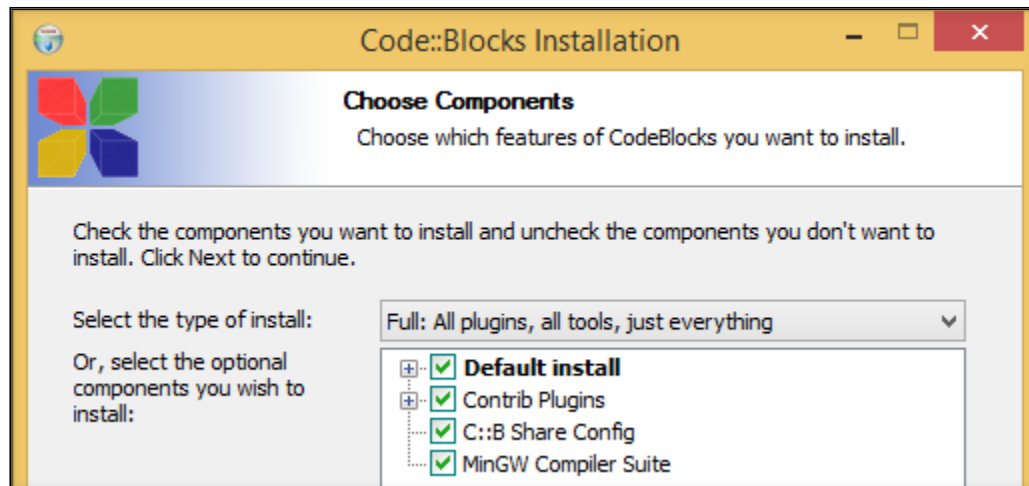 Code::Blocks Installation
Choose Components
Choose which features of CodeBlocks you want to install.
Check the components you want to install and uncheck the components you don't want to
install. Click Next to continue.
Select the type of install:
Full: All plugins, all tools, just everything
Or, select the optional
components you wish to
install:
Default install
Contrib Plugins
C::B Share Config
MinGW Compiler Suite